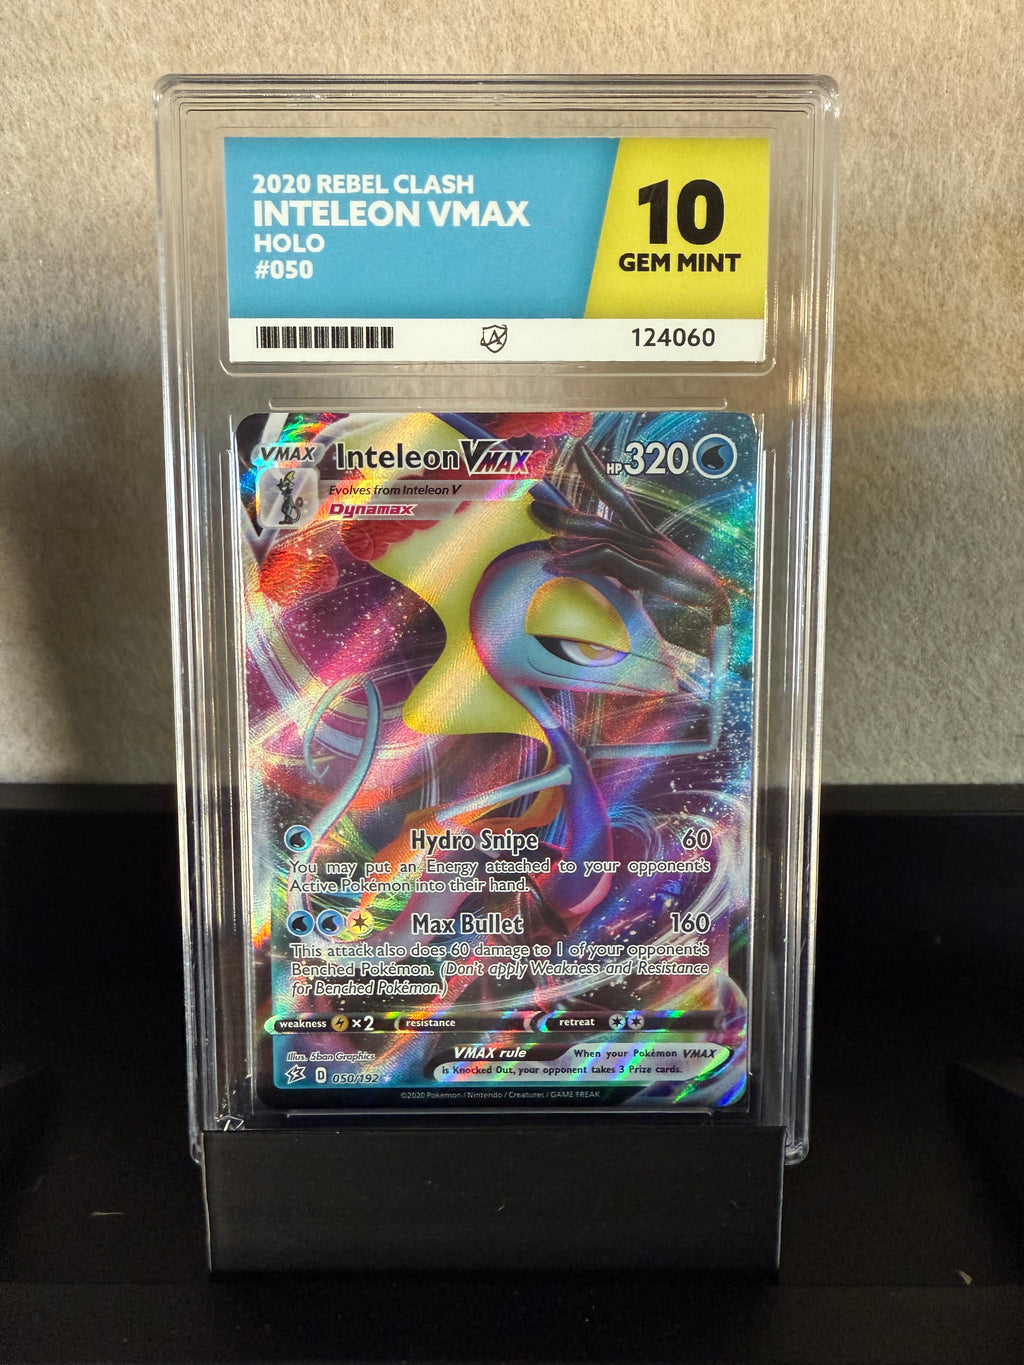 2020 REBEL CLASH
INTELEON VMAX
HOLO
#050
10
GEM MINT
124060
VMAX
Inteleon VMAX
HP 320
Evolves from Inteleon V
Dynamax
Hydro Snipe 60
You may put an Energy attached to your opponent's
Active Pokémon into their hand.
Max Bullet 160
This attack also does 60 damage to 1 of your opponent's
Benched Pokémon. (Don't apply Weakness and Resistance
for Benched Pokémon.)
weakness ×2 resistance retreat
Illus. 5ban Graphics
VMAX rule When your Pokémon VMAX
is Knocked Out, your opponent takes 3 Prize cards.
D 050/192
©2020 Pokémon / Nintendo / Creatures / GAME FREAK